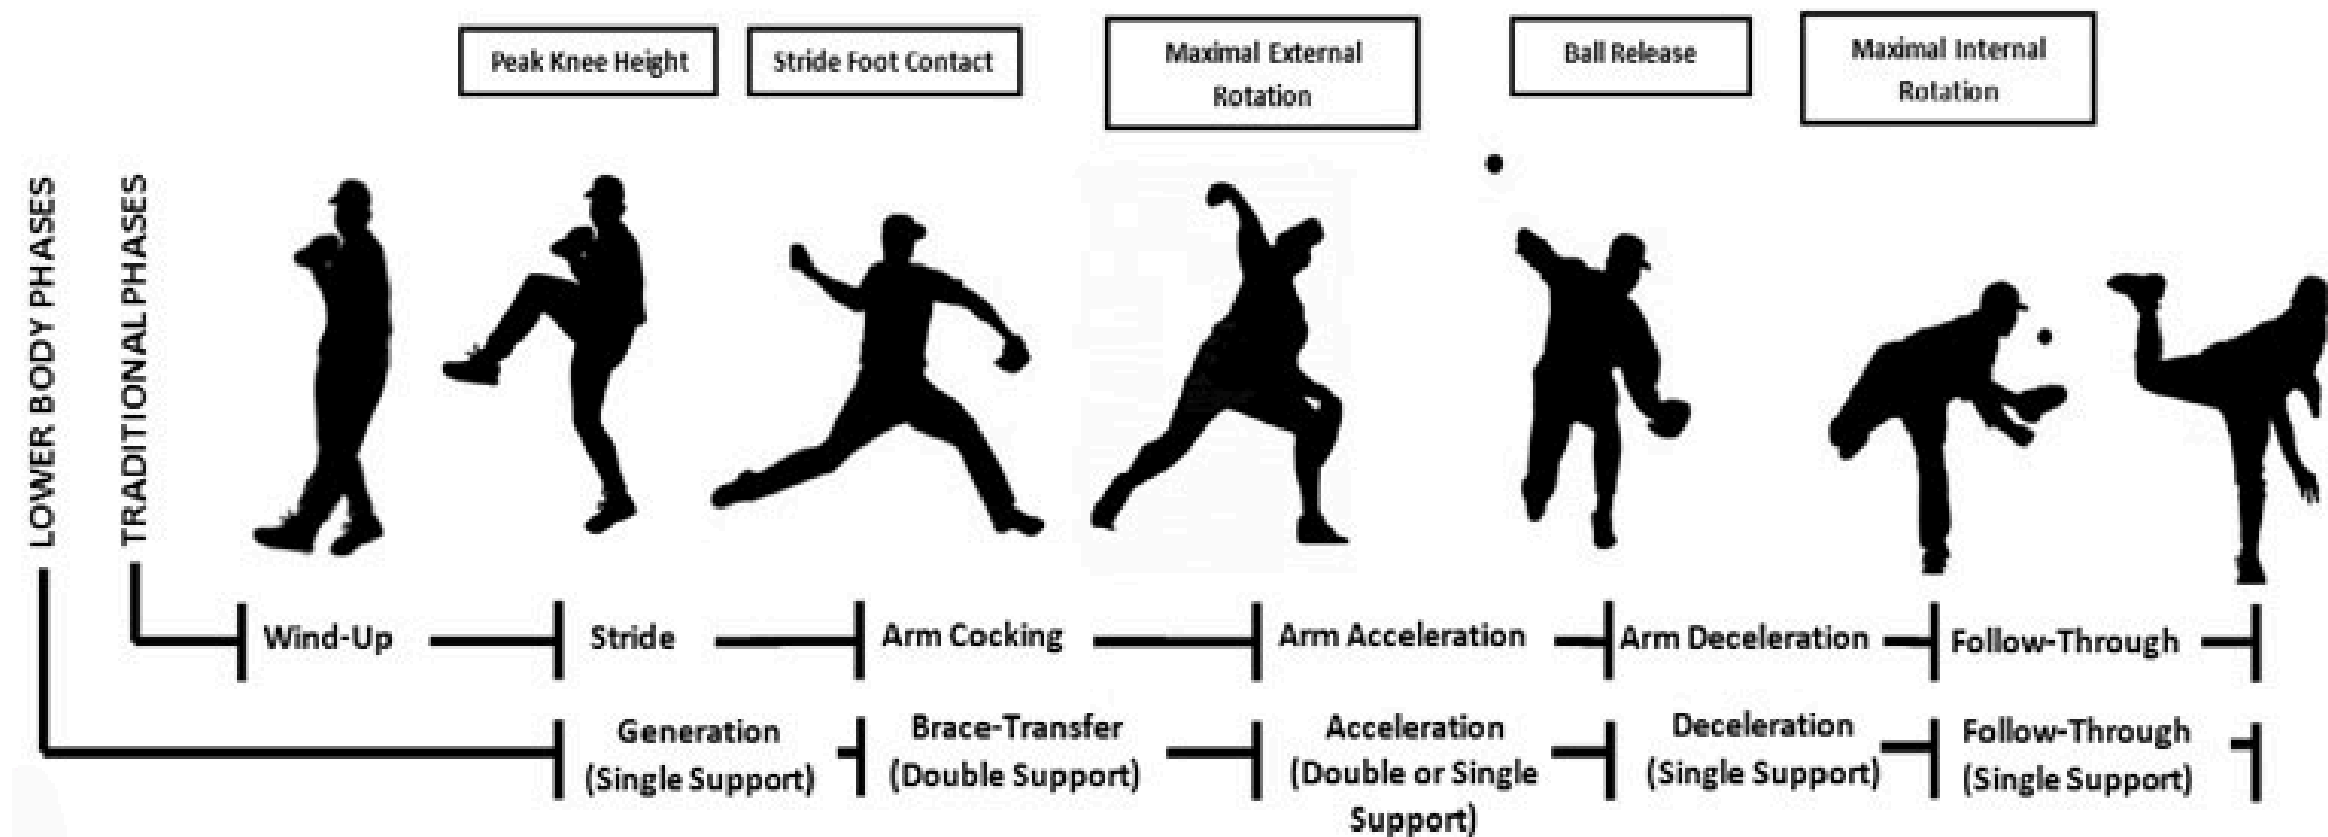 Peak Knee Height
Stride Foot Contact
Maximal External
Rotation
Ball Release
Maximal Internal
Rotation
LOWER BODY PHASES
TRADITIONAL PHASES
Wind-Up
Stride
Arm Cocking
Arm Acceleration
Arm Deceleration
Follow-Through
Generation
(Single Support)
Brace-Transfer
(Double Support)
Acceleration
(Double or Single
Support)
Deceleration
(Single Support)
Follow-Through
(Single Support)